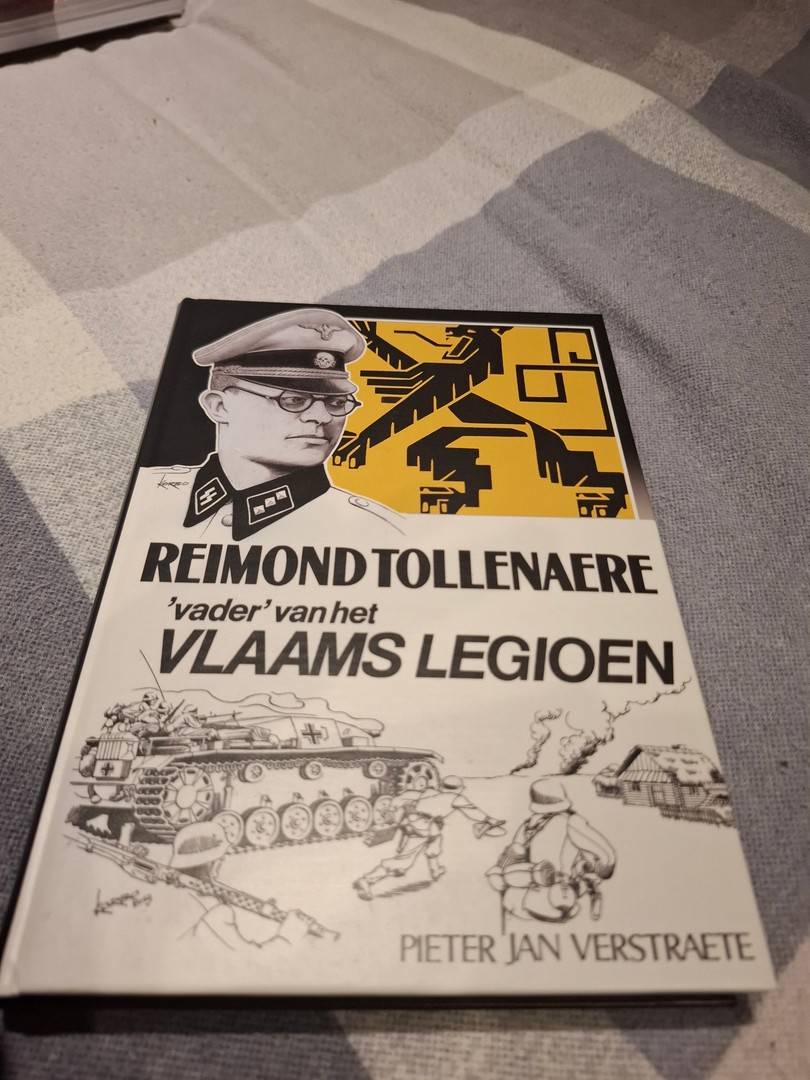 REIMOND TOLLENAERE
'vader' van het
VLAAMS LEGIOEN
PIETER JAN VERSTRAETE